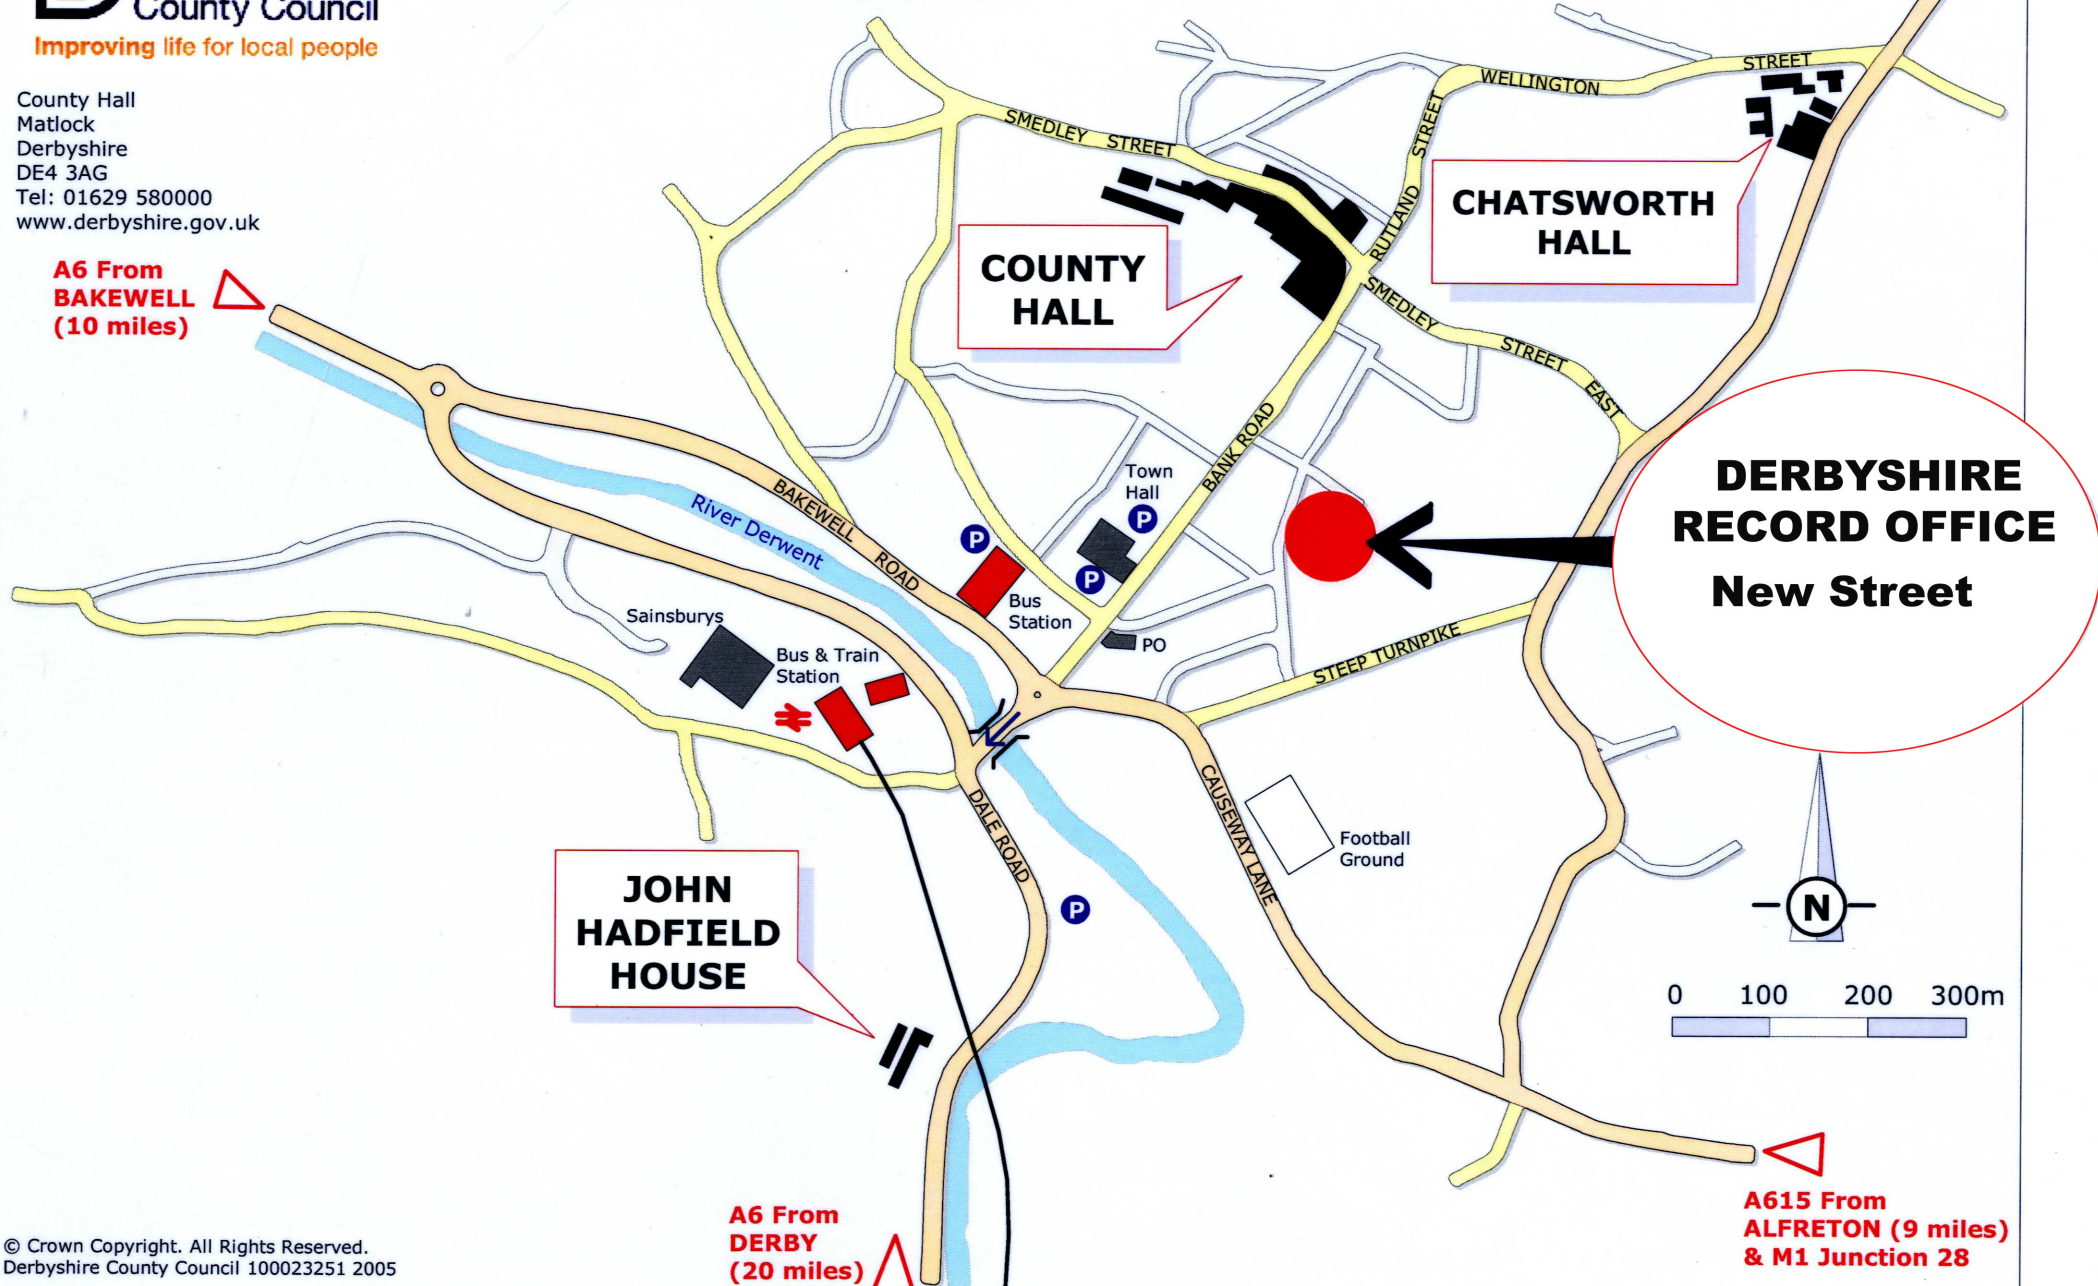 County Council
Improving life for local people
County Hall
Matlock
Derbyshire
DE4 3AG
Tel: 01629 580000
www.derbyshire.gov.uk
A6 From
BAKEWELL
(10 miles)
SMEDLEY STREET
WELLINGTON STREET
RUTLAND STREET
CHATSWORTH
HALL
COUNTY
HALL
SMEDLEY STREET EAST
BANK ROAD
DERBYSHIRE
RECORD OFFICE
New Street
Town
Hall
P
P
P
BAKEWELL ROAD
River Derwent
Bus
Station
PO
STEEP TURNPIKE
Sainsburys
Bus & Train
Station
CAUSEWAY LANE
DALE ROAD
Football
Ground
JOHN
HADFIELD
HOUSE
P
N
0 100 200 300m
A6 From
DERBY
(20 miles)
A615 From
ALFRETON (9 miles)
& M1 Junction 28
© Crown Copyright. All Rights Reserved.
Derbyshire County Council 100023251 2005